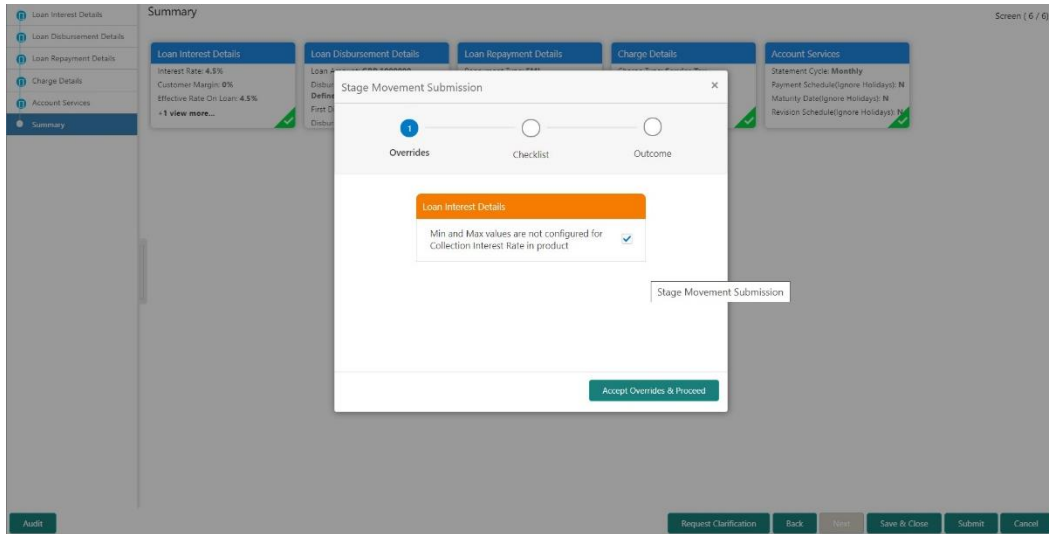 Loan Interest Details
Loan Disbursement Details
Loan Repayment Details
Charge Details
Account Services
Summary
Summary
Screen ( 6 / 6)
Loan Interest Details
Interest Rate: 4.5%
Customer Margin: 0%
Effective Rate On Loan: 4.5%
+1 view more...
Loan Disbursement Details
Loan
Disbur
Define
First D
Disbur
Loan Repayment Details
Charge Details
Account Services
Statement Cycle: Monthly
Payment Schedule(Ignore Holidays): N
Maturity Date(Ignore Holidays): N
Revision Schedule(Ignore Holidays): N
Stage Movement Submission
×
1
Overrides
Checklist
Outcome
Loan Interest Details
Min and Max values are not configured for
Collection Interest Rate in product
Stage Movement Submission
Accept Overrides & Proceed
Audit
Request Clarification
Back
Next
Save & Close
Submit
Cancel